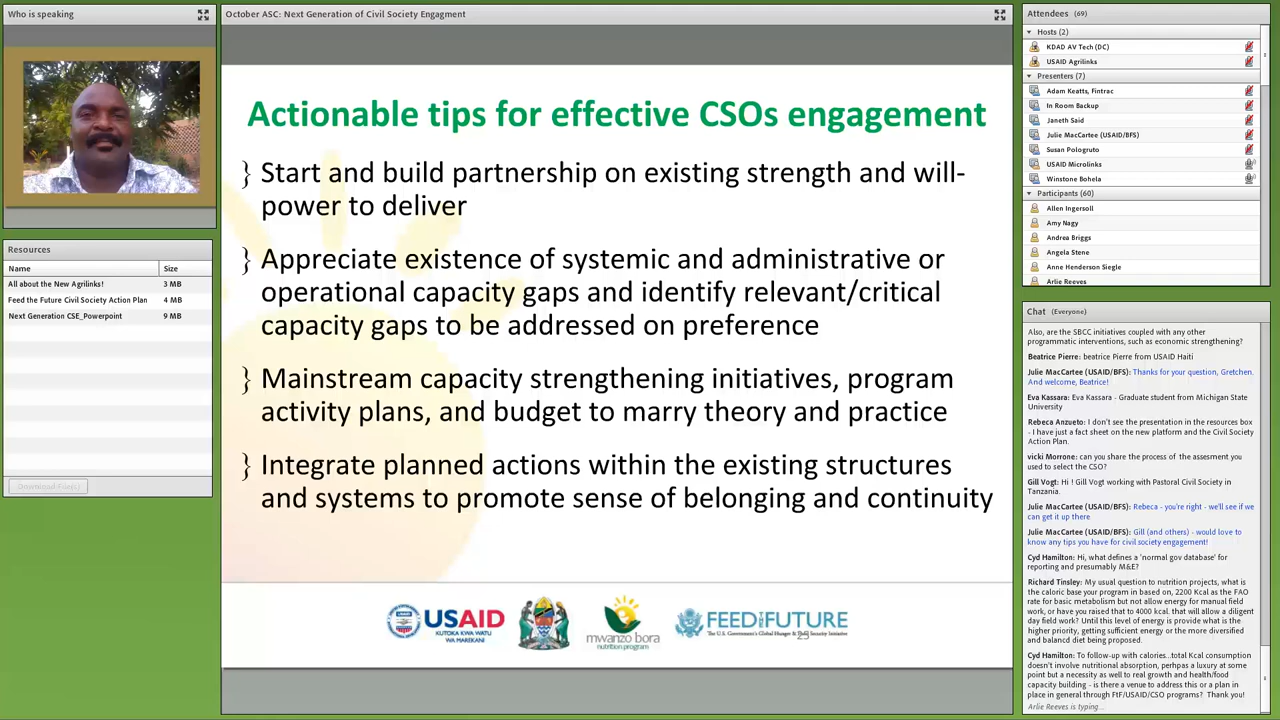 Who is speaking
Resources
Name Size
All about the New Agrilinks! 3 MB
Feed the Future Civil Society Action Plan 4 MB
Next Generation CSE_Powerpoint 9 MB
Download File(s)
October ASC: Next Generation of Civil Society Engagment
Actionable tips for effective CSOs engagement
} Start and build partnership on existing strength and will-
power to deliver
} Appreciate existence of systemic and administrative or
operational capacity gaps and identify relevant/critical
capacity gaps to be addressed on preference
} Mainstream capacity strengthening initiatives, program
activity plans, and budget to marry theory and practice
} Integrate planned actions within the existing structures
and systems to promote sense of belonging and continuity
USAID
KUTOKA KWA WATU
WA MAREKANI
mwanzo bora
nutrition program
FEED THE FUTURE
The U.S. Government's Global Hunger & Food Security Initiative
Attendees (69)
Hosts (2)
KDAD AV Tech (DC)
USAID Agrilinks
Presenters (7)
Adam Keatts, Fintrac
In Room Backup
Janeth Said
Julie MacCartee (USAID/BFS)
Susan Pologruto
USAID Microlinks
Winstone Bohela
Participants (60)
Allen Ingersoll
Amy Nagy
Andrea Briggs
Angela Stene
Anne Henderson Siegle
Arlie Reeves
Chat (Everyone)
Also, are the SBCC initiatives coupled with any other
programmatic interventions, such as economic strengthening?
Beatrice Pierre: beatrice Pierre from USAID Haiti
Julie MacCartee (USAID/BFS): Thanks for your question, Gretchen.
And welcome, Beatrice!
Eva Kassara: Eva Kassara - Graduate student from Michigan State
University
Rebeca Anzueto: I don't see the presentation in the resources box
- I have just a fact sheet on the new platform and the Civil Society
Action Plan.
vicki Morrone: can you share the process of the assesment you
used to select the CSO?
Gill Vogt: Hi ! Gill Vogt working with Pastoral Civil Society in
Tanzania.
Julie MacCartee (USAID/BFS): Rebeca - you're right - we'll see if we
can get it up there
Julie MacCartee (USAID/BFS): Gill (and others) - would love to
know any tips you have for civil society engagement!
Cyd Hamilton: Hi, what defines a 'normal gov database' for
reporting and presumably M&E?
Richard Tinsley: My usual question to nutrition projects, what is
the caloric base your program in based on, 2200 Kcal as the FAO
rate for basic metabolism but not allow energy for manual field
work, or have you raised that to 4000 kcal. that will allow a diligent
day field work? Until this level of energy is provide what is the
higher priority, getting sufficient energy or the more diversified
and balancd diet being proposed.
Cyd Hamilton: To follow-up with calories...total Kcal consumption
doesn't involve nutritional absorption, perhpas a luxury at some
point but a necessity as well to real growth and health/food
capacity building - is there a venue to address this or a plan in
place in general through FtF/USAID/CSO programs? Thank you!
Arlie Reeves is typing...